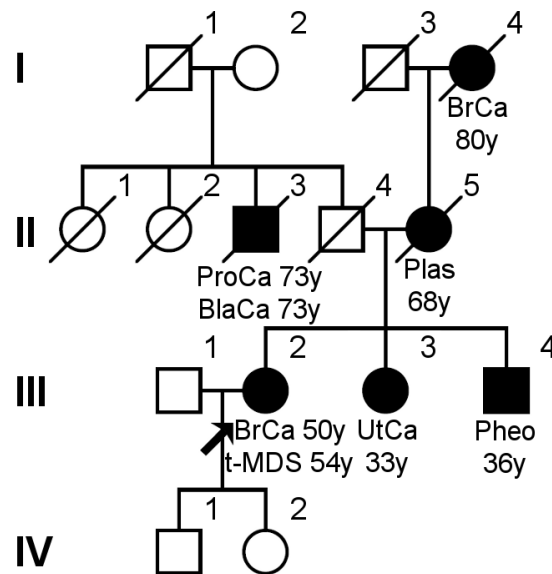 1 2 3 4
I
BrCa
80y
1 2 3 4 5
II
ProCa 73y
BlaCa 73y
Plas
68y
1 2 3 4
III
BrCa 50y UtCa Pheo
t-MDS 54y 33y 36y
1 2
IV